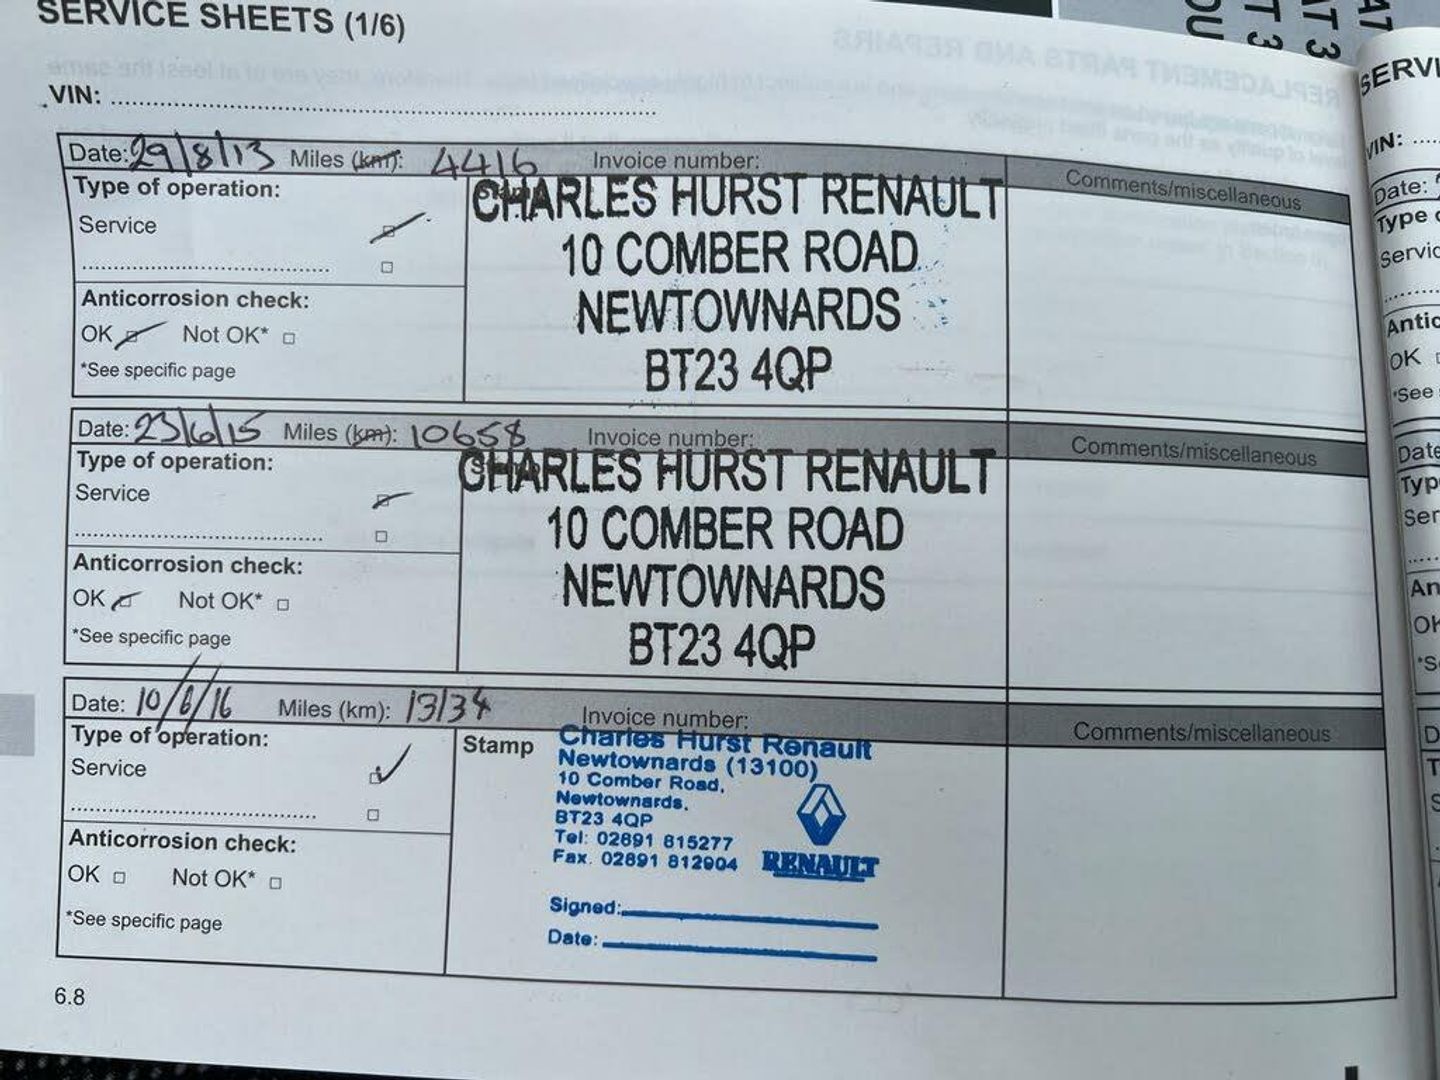 SERVICE SHEETS (1/6)
VIN:
Date: 29/8/13 Miles (km): 4416 Invoice number:
Comments/miscellaneous
Type of operation:
Service
Anticorrosion check:
OK Not OK*
*See specific page
CHARLES HURST RENAULT
10 COMBER ROAD
NEWTOWNARDS
BT23 4QP
Date: 23/6/15 Miles (km): 10658 Invoice number:
Comments/miscellaneous
Type of operation:
Service
Anticorrosion check:
OK Not OK*
*See specific page
CHARLES HURST RENAULT
10 COMBER ROAD
NEWTOWNARDS
BT23 4QP
Date: 10/6/16 Miles (km): 13134 Invoice number:
Comments/miscellaneous
Type of operation:
Service
Anticorrosion check:
OK Not OK*
*See specific page
Stamp
Charles Hurst Renault
Newtownards (13100)
10 Comber Road,
Newtownards,
BT23 4QP
Tel: 02891 815277
Fax. 02891 812904
RENAULT
Signed:
Date:
6.8
VIN:
Date:
OK
*See
Date